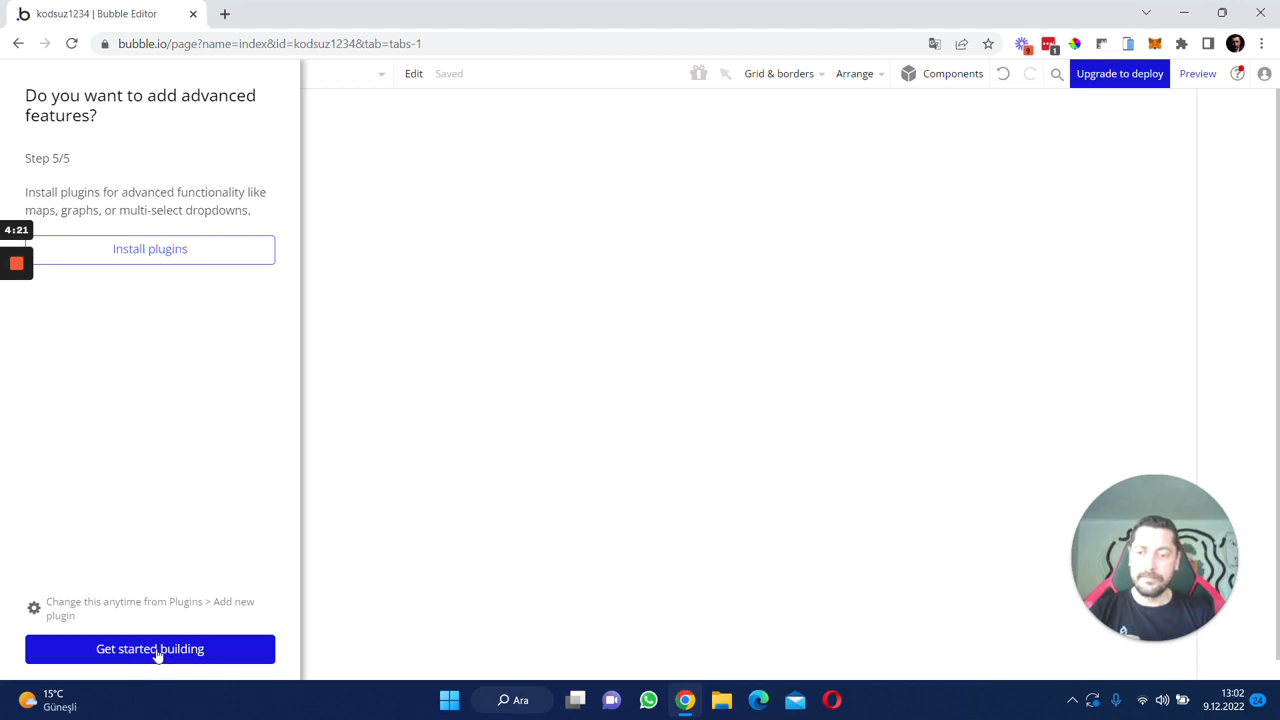 kodsuz1234 | Bubble Editor
bubble.io/page?name=index&id=kodsuz1234&tab=tabs-1
9
1
Edit
Saved
Grid & borders
Arrange
Components
Upgrade to deploy
Preview
Do you want to add advanced
features?
Step 5/5
Install plugins for advanced functionality like
maps, graphs, or multi-select dropdowns.
4:21
Install plugins
Change this anytime from Plugins > Add new
plugin
Get started building
15°C
Güneşli
Ara
13:02
9.12.2022
24